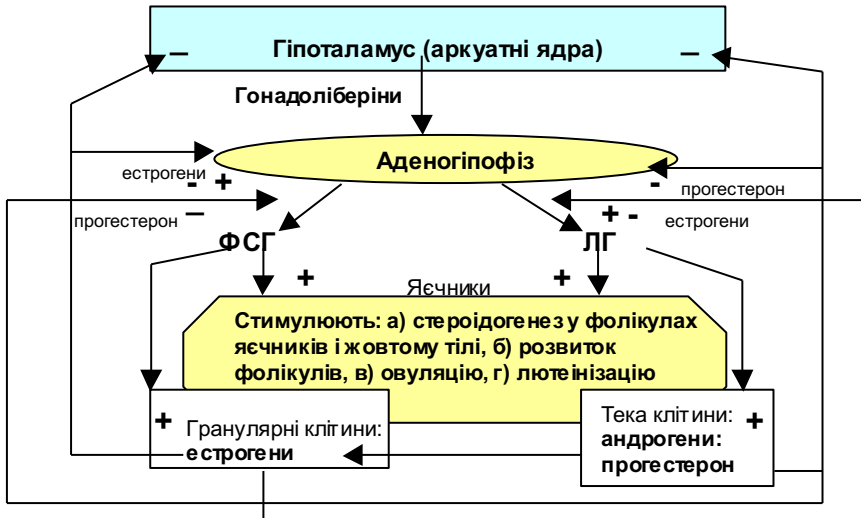 – Гіпоталамус (аркуатні ядра) –
Гонадоліберіни
Аденогіпофіз
естрогени
- +
- прогестерон
прогестерон –
+ - естрогени
ФСГ
ЛГ
+ Яєчники +
Стимулюють: а) стероїдогенез у фолікулах
яєчників і жовтому тілі, б) розвиток
фолікулів, в) овуляцію, г) лютеінізацію
+ Гранулярні клітини:
естрогени
Тека клітини: +
андрогени:
прогестерон